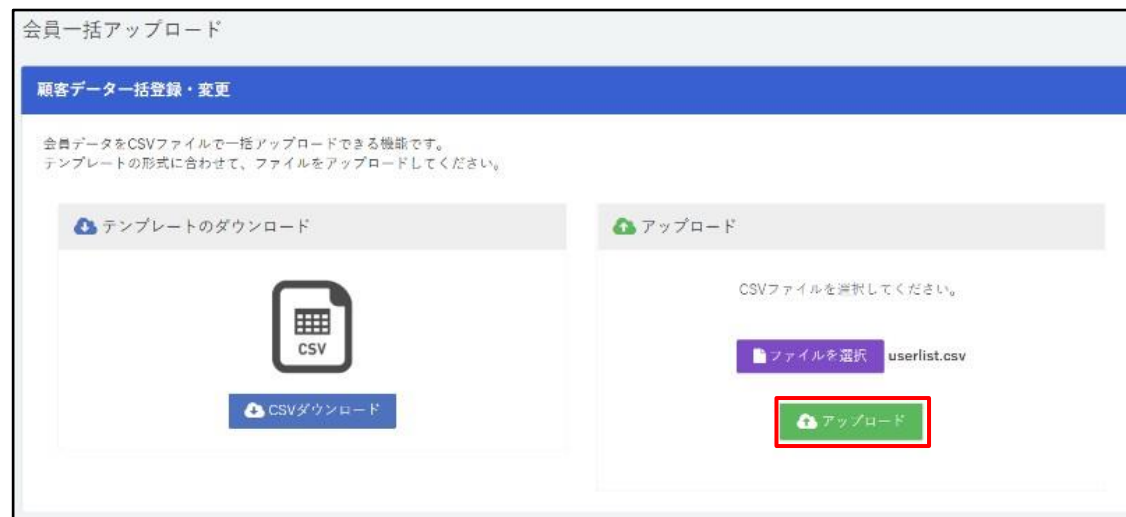 会員一括アップロード
顧客データ一括登録・変更
会員データをCSVファイルで一括アップロードできる機能です。
テンプレートの形式に合わせて、ファイルをアップロードしてください。
テンプレートのダウンロード
CSV
CSVダウンロード
アップロード
CSVファイルを選択してください。
ファイルを選択 userlist.csv
アップロード